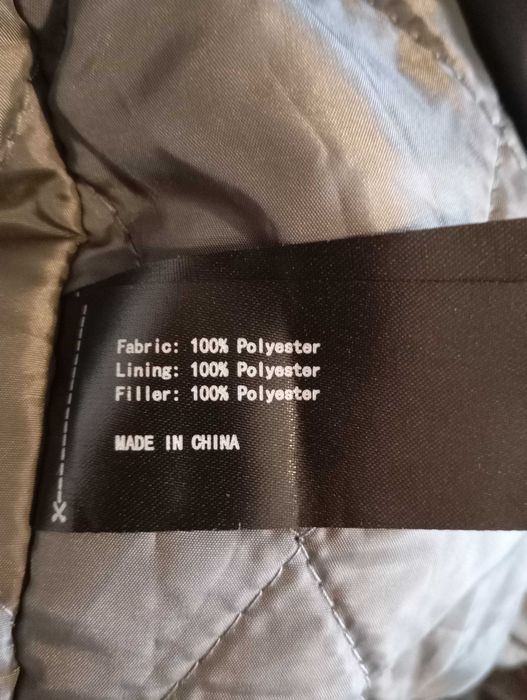 Fabric: 100% Polyester
Lining: 100% Polyester
Filler: 100% Polyester
MADE IN CHINA